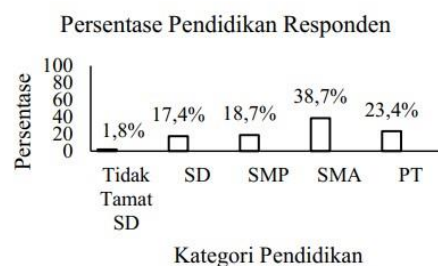 Persentase Pendidikan Responden
Persentase
100
80
60
40
20
0
1,8%
17,4%
18,7%
38,7%
23,4%
Tidak Tamat SD
SD
SMP
SMA
PT
Kategori Pendidikan